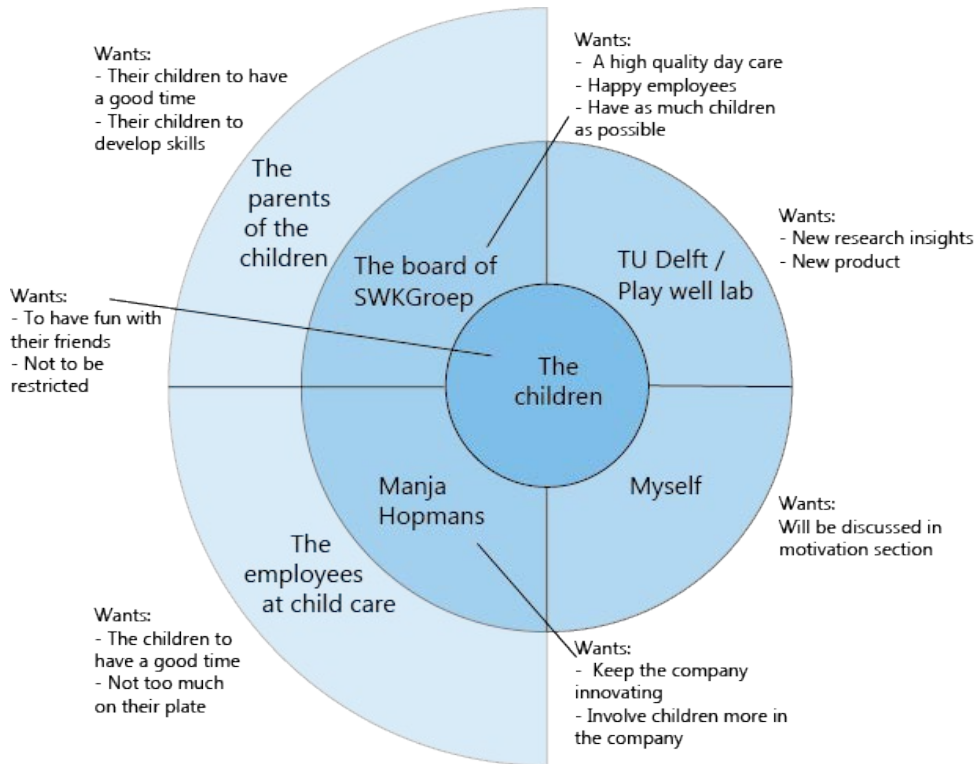 Wants:
- Their children to have
a good time
- Their children to
develop skills
Wants:
- A high quality day care
- Happy employees
- Have as much children
as possible
The
parents
of the
children
The board of
SWKGroep
TU Delft /
Play well lab
Wants:
- New research insights
- New product
Wants:
- To have fun with
their friends
- Not to be
restricted
The
children
Manja
Hopmans
Myself
Wants:
Will be discussed in
motivation section
The
employees
at child care
Wants:
- The children to
have a good time
- Not too much
on their plate
Wants:
- Keep the company
innovating
- Involve children more in
the company